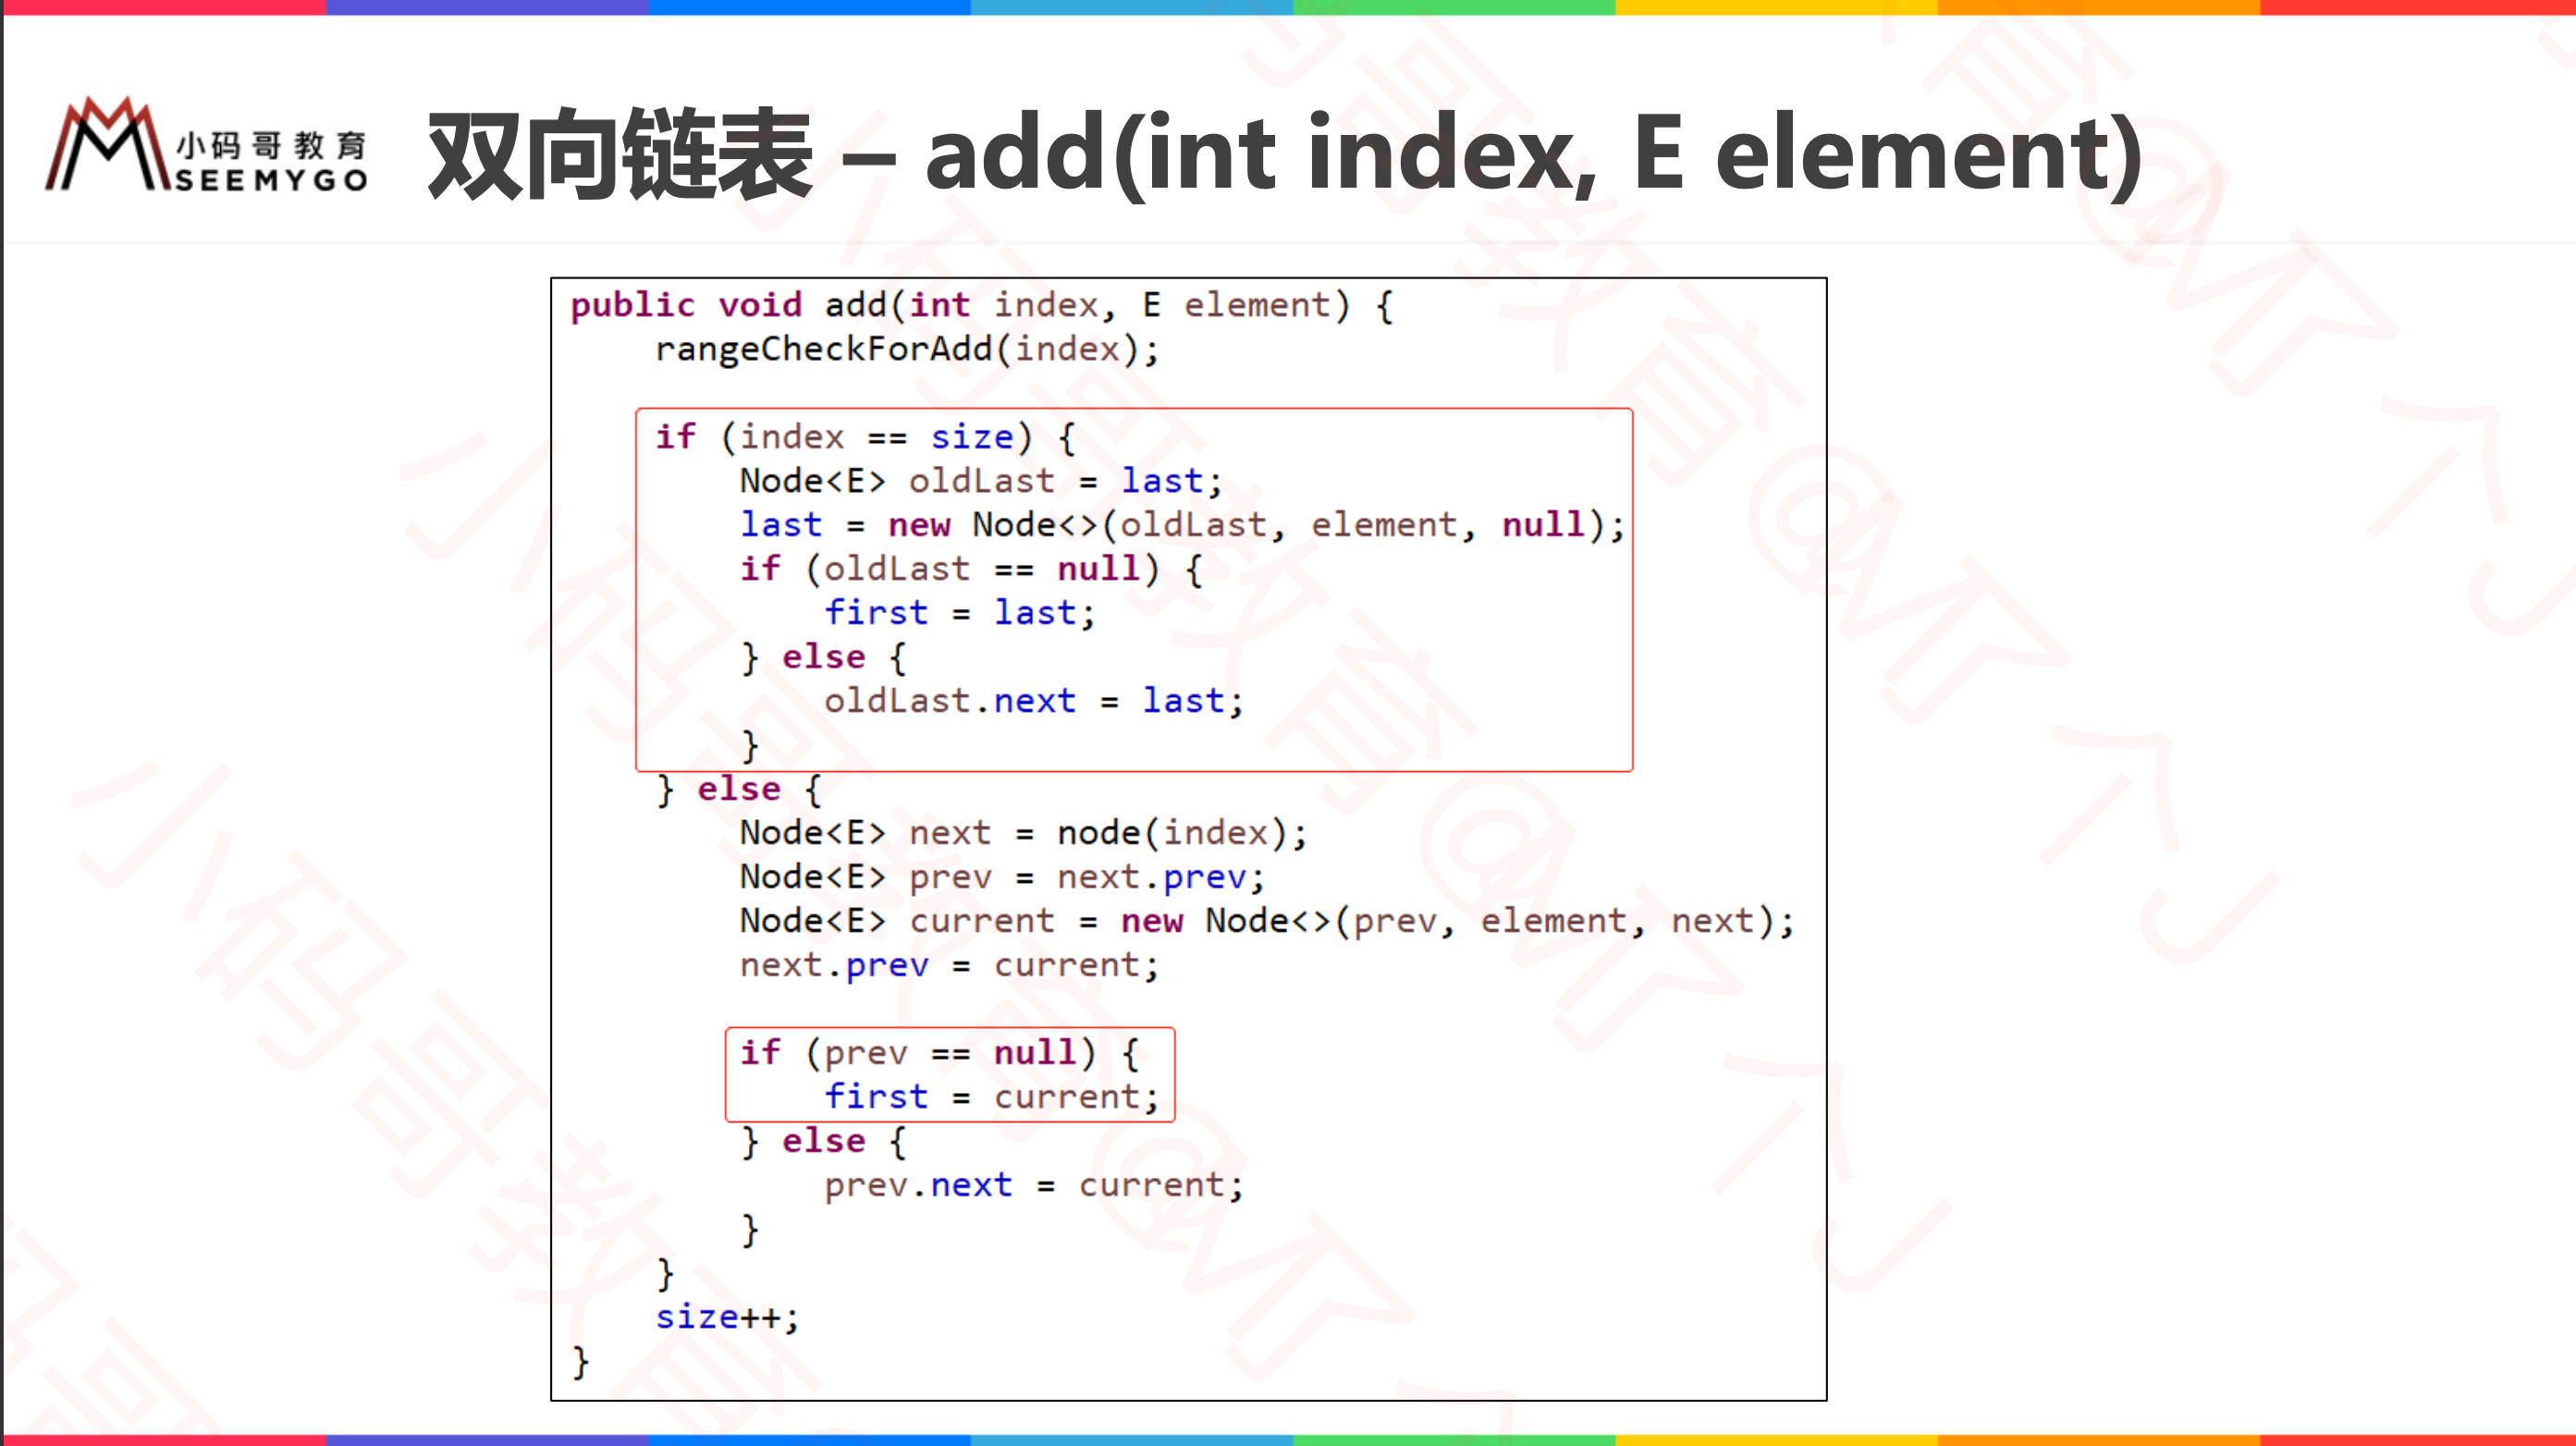 小码哥教育
SEEMYGO
双向链表 – add(int index, E element)
public void add(int index, E element) {
rangeCheckForAdd(index);
if (index == size) {
Node<E> oldLast = last;
last = new Node<>(oldLast, element, null);
if (oldLast == null) {
first = last;
} else {
oldLast.next = last;
}
} else {
Node<E> next = node(index);
Node<E> prev = next.prev;
Node<E> current = new Node<>(prev, element, next);
next.prev = current;
if (prev == null) {
first = current;
} else {
prev.next = current;
}
}
size++;
}